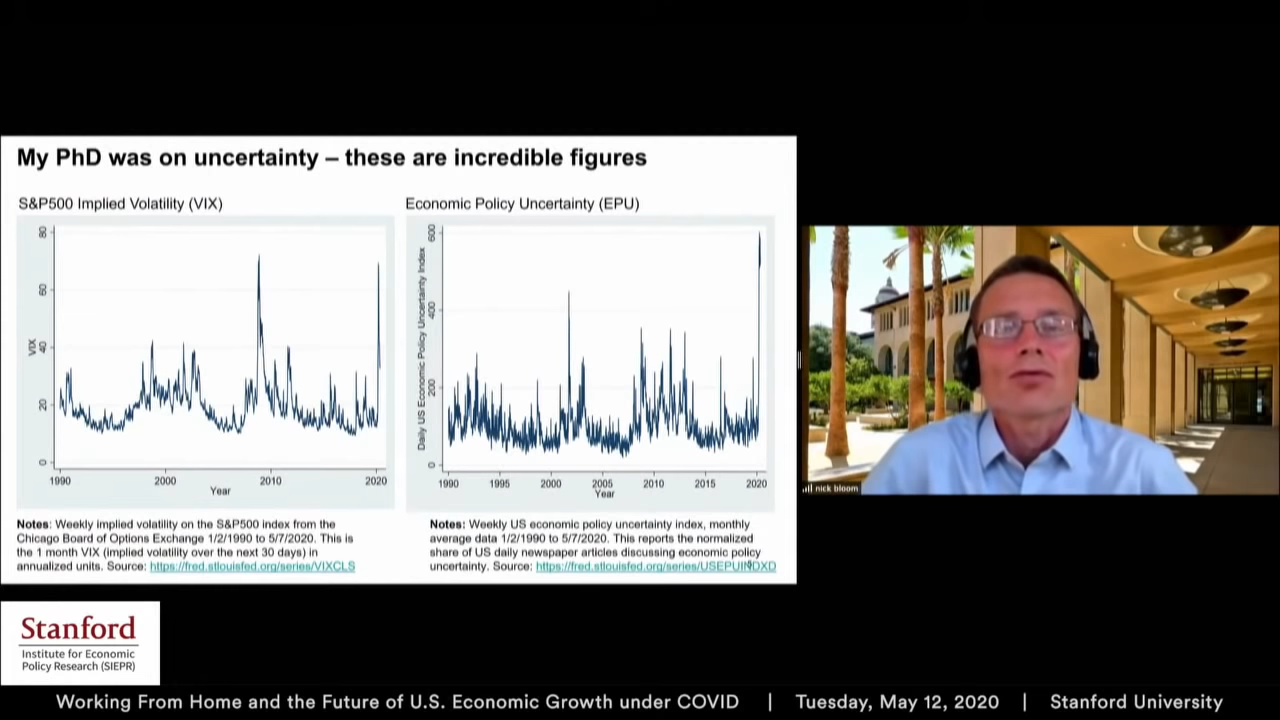 My PhD was on uncertainty – these are incredible figures
S&P500 Implied Volatility (VIX)
Economic Policy Uncertainty (EPU)
80
60
40
20
0
VIX
1990
2000
2010
2020
Year
600
400
200
0
Daily US Economic Policy Uncertainty Index
1990
1995
2000
2005
2010
2015
2020
Year
Notes: Weekly implied volatility on the S&P500 index from the
Chicago Board of Options Exchange 1/2/1990 to 5/7/2020. This is
the 1 month VIX (implied volatility over the next 30 days) in
annualized units. Source: https://fred.stlouisfed.org/series/VIXCLS
Notes: Weekly US economic policy uncertainty index, monthly
average data 1/2/1990 to 5/7/2020. This reports the normalized
share of US daily newspaper articles discussing economic policy
uncertainty. Source: https://fred.stlouisfed.org/series/USEPUINDXD
nick bloom
Stanford
Institute for Economic
Policy Research (SIEPR)
Working From Home and the Future of U.S. Economic Growth under COVID | Tuesday, May 12, 2020 | Stanford University